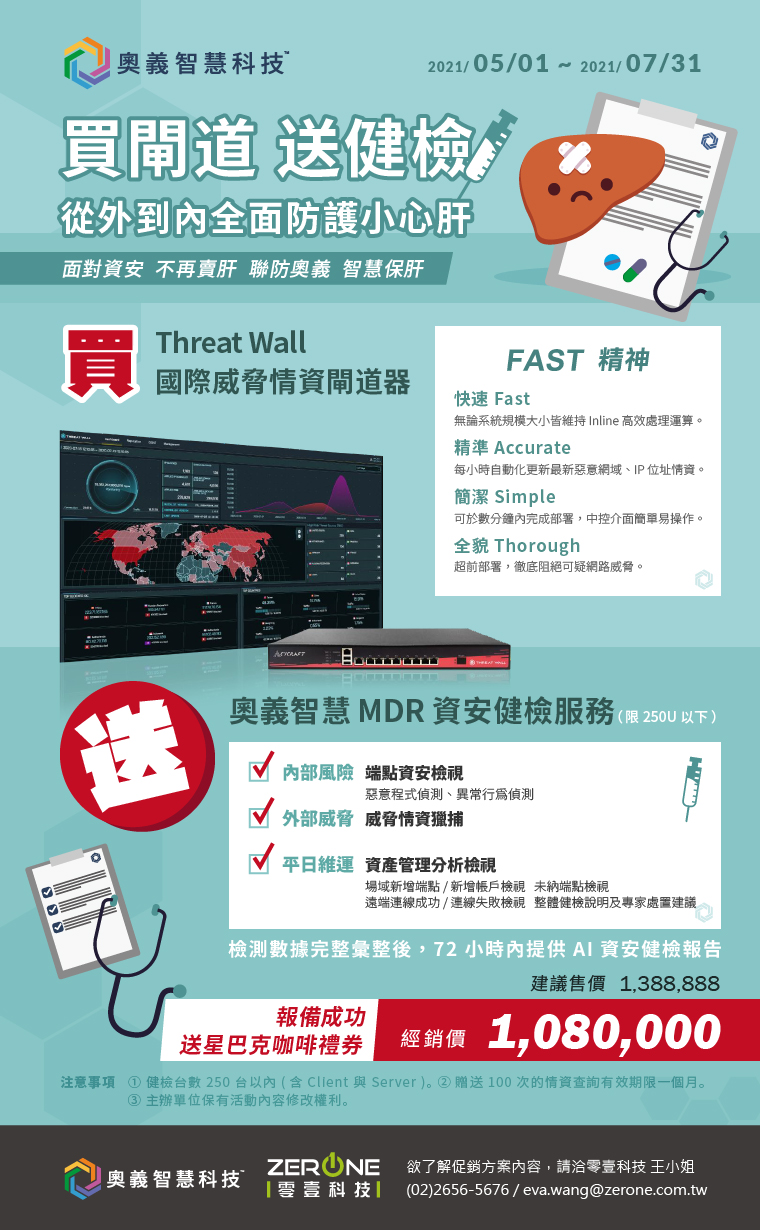 奧義智慧科技™
2021/ 05/01 ~ 2021/ 07/31
買閘道 送健檢
從外到內全面防護小心肝
面對資安 不再賣肝 聯防奧義 智慧保肝
買
Threat Wall
國際威脅情資閘道器
FAST 精神
快速 Fast
無論系統規模大小皆維持 Inline 高效處理運算。
精準 Accurate
每小時自動化更新最新惡意網域、IP 位址情資。
簡潔 Simple
可於數分鐘內完成部署，中控介面簡單易操作。
全貌 Thorough
超前部署，徹底阻絕可疑網路威脅。
THREAT WALL
CYCRAFT
THREAT WALL
送
奧義智慧 MDR 資安健檢服務（限 250U 以下）
內部風險 端點資安檢視
惡意程式偵測、異常行為偵測
外部威脅 威脅情資獵捕
平日維運 資產管理分析檢視
場域新增端點 / 新增帳戶檢視 未納端點檢視
遠端連線成功 / 連線失敗檢視 整體健檢說明及專家處置建議
檢測數據完整彙整後，72 小時內提供 AI 資安健檢報告
建議售價 1,388,888
報備成功
送星巴克咖啡禮券
經銷價 1,080,000
注意事項 ① 健檢台數 250 台以內 ( 含 Client 與 Server )。② 贈送 100 次的情資查詢有效期限一個月。
③ 主辦單位保有活動內容修改權利。
奧義智慧科技™
ZERONE
零壹科技
欲了解促銷方案內容，請洽零壹科技 王小姐
(02)2656-5676 / eva.wang@zerone.com.tw